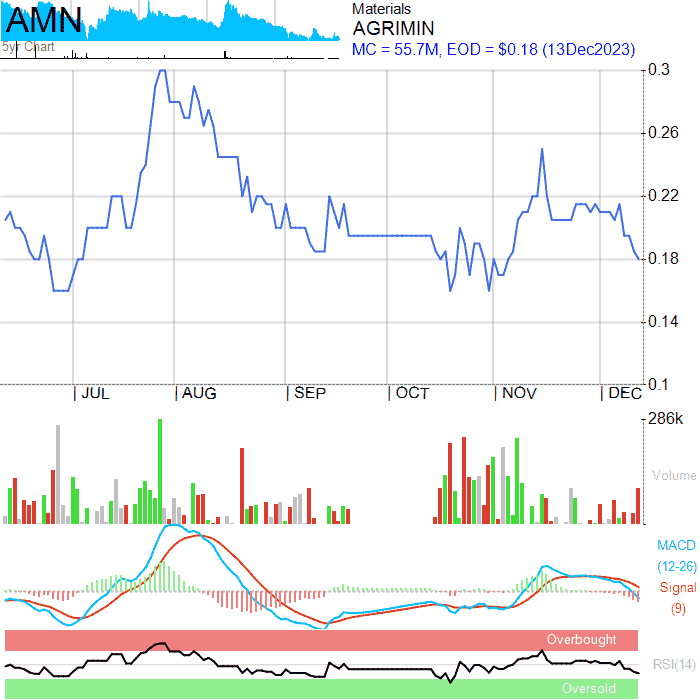 AMN
5yr Chart
Materials
AGRIMIN
MC = 55.7M, EOD = $0.18 (13Dec2023)
0.3
0.26
0.22
0.18
0.14
0.1
JUL AUG SEP OCT NOV DEC
286k
Volume
MACD
(12-26)
Signal
(9)
Overbought
RSI(14)
Oversold